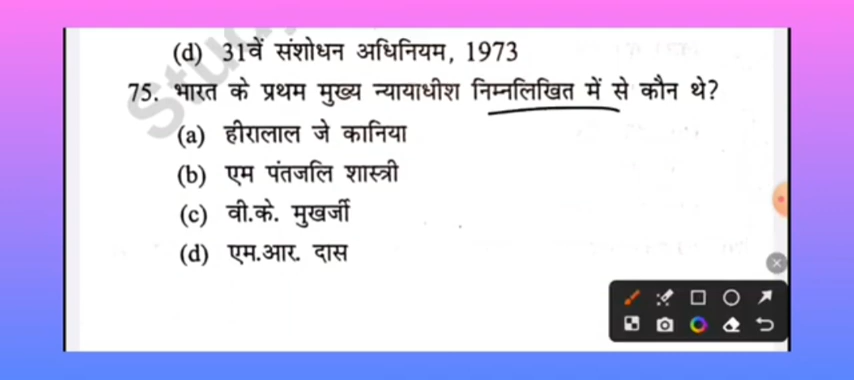 (d) 31वें संशोधन अधिनियम, 1973
75. भारत के प्रथम मुख्य न्यायाधीश निम्नलिखित में से कौन थे?
(a) हीरालाल जे कानिया
(b) एम पंतजलि शास्त्री
(c) वी.के. मुखर्जी
(d) एम.आर. दास